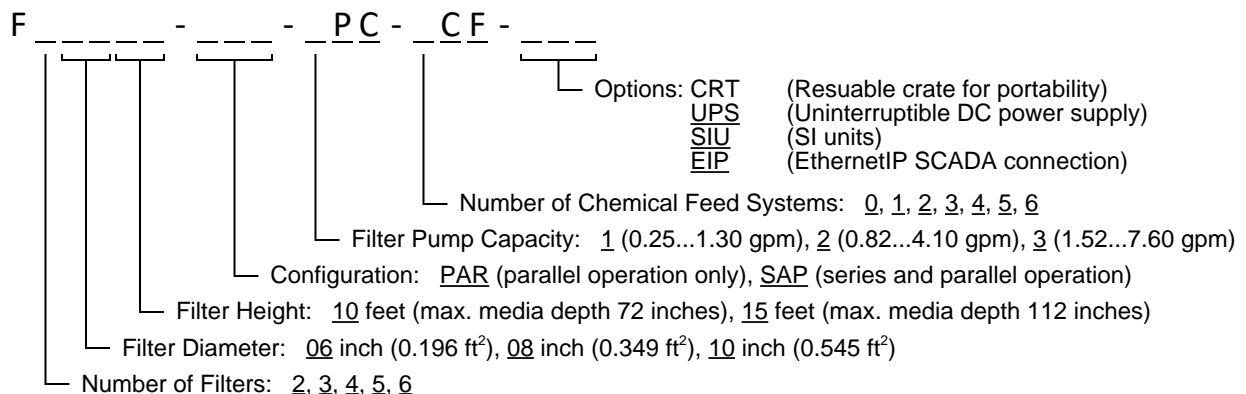 F _ _ _ _ _ - _ _ _ - _ P C - _ C F - _ _ _
Options: CRT (Resuable crate for portability)
UPS (Uninterruptible DC power supply)
SIU (SI units)
EIP (EthernetIP SCADA connection)
Number of Chemical Feed Systems: 0, 1, 2, 3, 4, 5, 6
Filter Pump Capacity: 1 (0.25...1.30 gpm), 2 (0.82...4.10 gpm), 3 (1.52...7.60 gpm)
Configuration: PAR (parallel operation only), SAP (series and parallel operation)
Filter Height: 10 feet (max. media depth 72 inches), 15 feet (max. media depth 112 inches)
Filter Diameter: 06 inch (0.196 ft²), 08 inch (0.349 ft²), 10 inch (0.545 ft²)
Number of Filters: 2, 3, 4, 5, 6